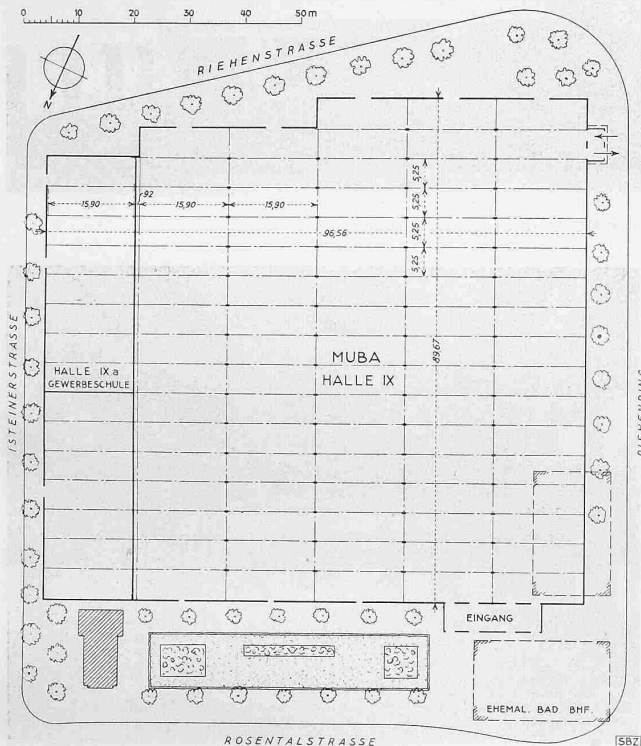 0 10 20 30 40 50 m
N
RIEHENSTRASSE
92
15,90 15,90 15,90
5,25
5,25
5,25
5,25
96,56
89,67
ISTEINERSTRASSE
HALLE IX a
GEWERBESCHULE
MUBA
HALLE IX
RIEHENRING
EINGANG
EHEMAL. BAD BHF.
ROSENTALSTRASSE
SBZ